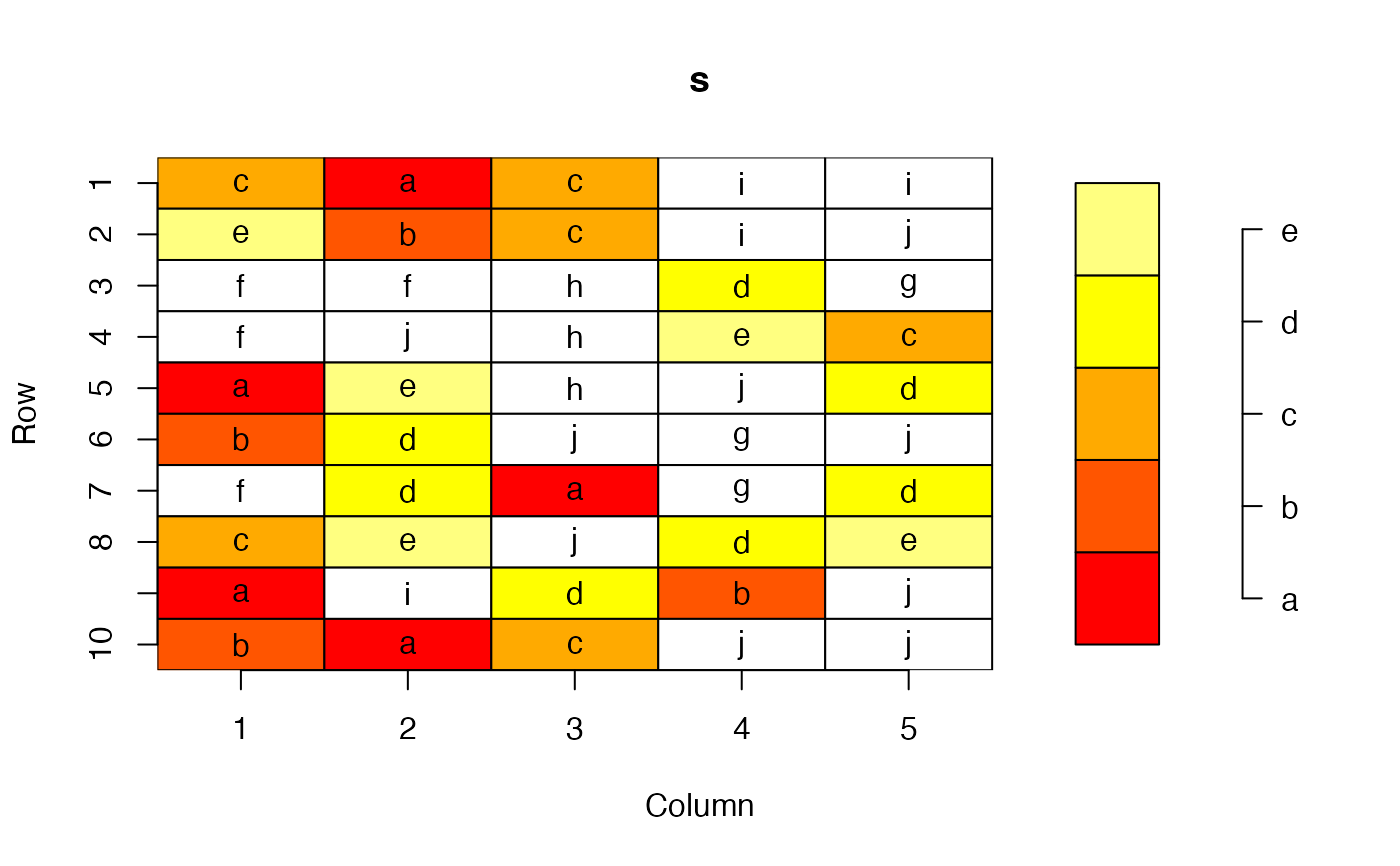 s
1 c a c i i
2 e b c i j
3 f f h d g
4 f j h e c
5 a e h j d
6 b d j g j
7 f d a g d
8 c e j d e
a i d b j
10 b a c j j
1 2 3 4 5
Row
Column
e
d
c
b
a